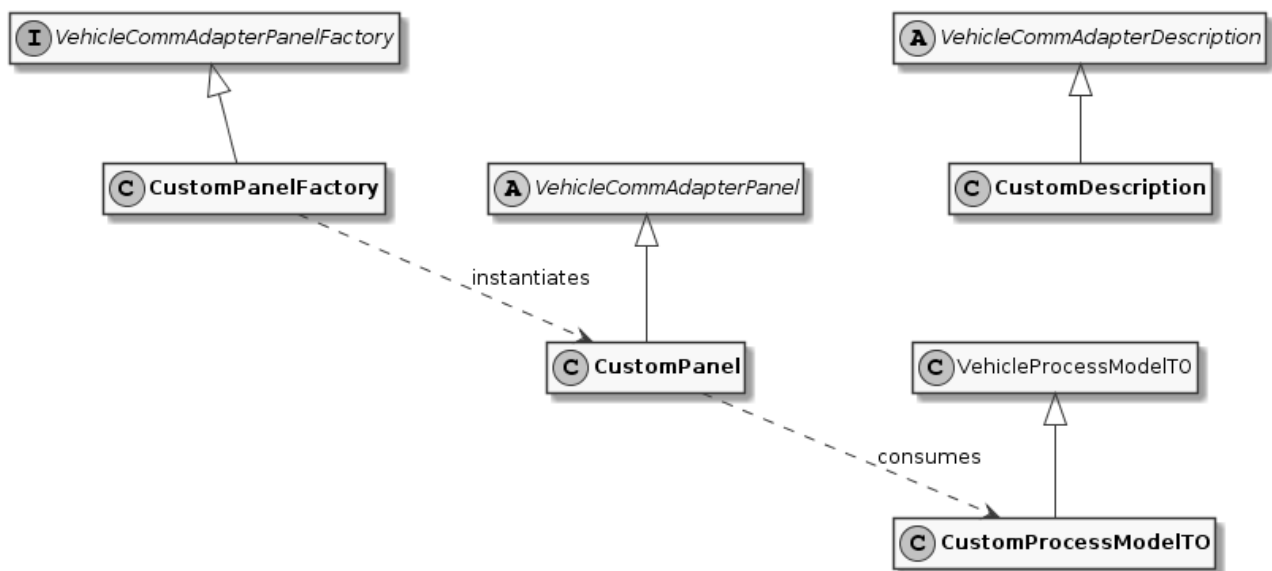 I VehicleCommAdapterPanelFactory
A VehicleCommAdapterDescription
C CustomPanelFactory
A VehicleCommAdapterPanel
C CustomDescription
instantiates
C CustomPanel
C VehicleProcessModelTO
consumes
C CustomProcessModelTO